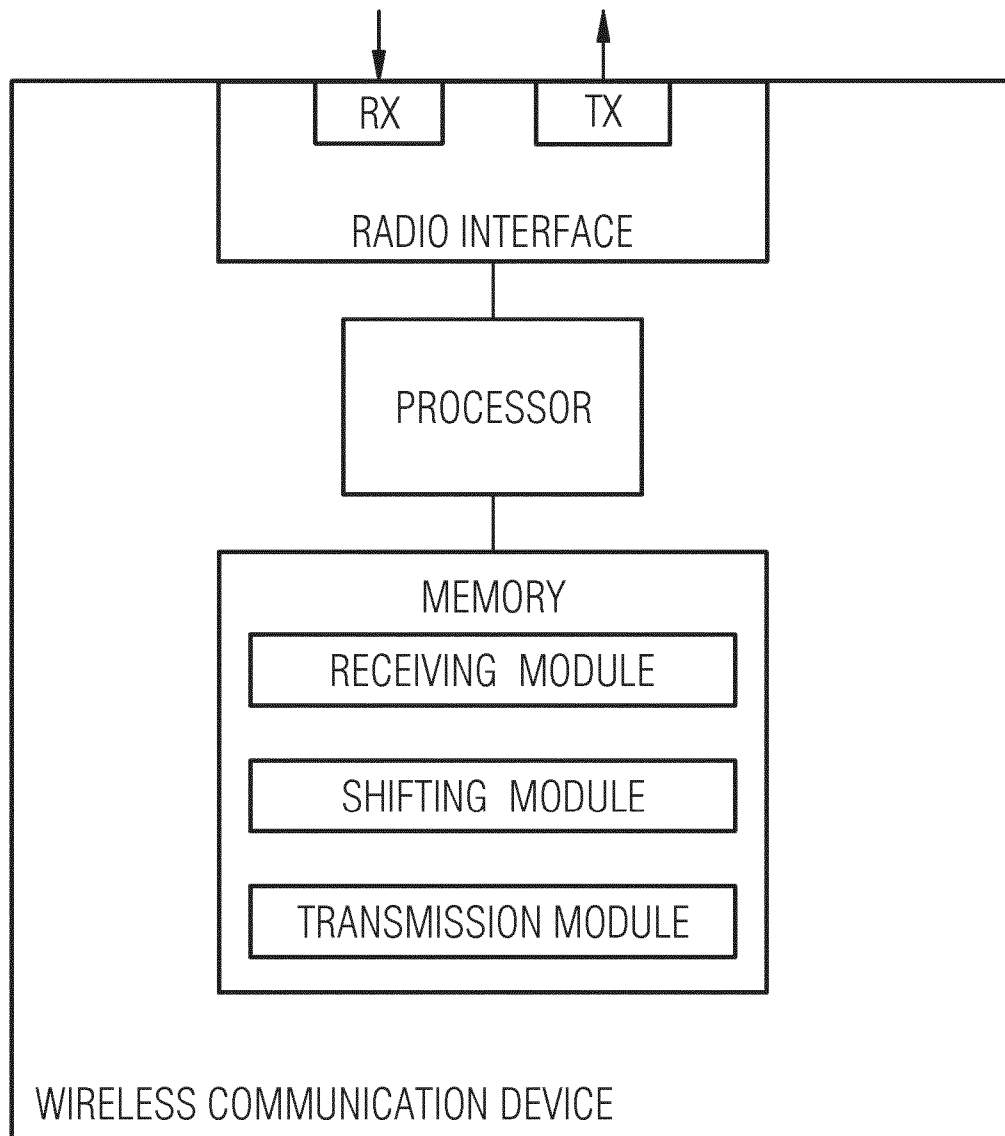 RX
TX
RADIO INTERFACE
PROCESSOR
MEMORY
RECEIVING MODULE
SHIFTING MODULE
TRANSMISSION MODULE
WIRELESS COMMUNICATION DEVICE